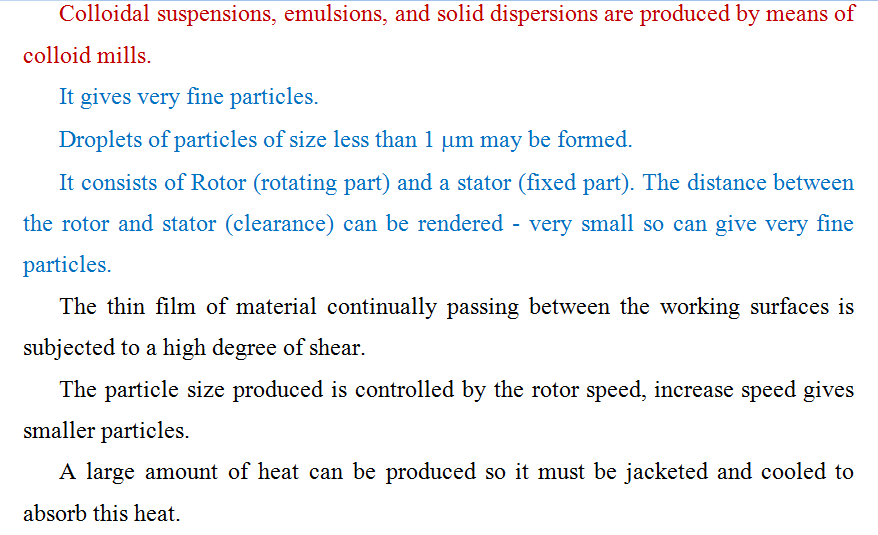 Colloidal suspensions, emulsions, and solid dispersions are produced by means of
colloid mills.
It gives very fine particles.
Droplets of particles of size less than 1 μm may be formed.
It consists of Rotor (rotating part) and a stator (fixed part). The distance between
the rotor and stator (clearance) can be rendered - very small so can give very fine
particles.
The thin film of material continually passing between the working surfaces is
subjected to a high degree of shear.
The particle size produced is controlled by the rotor speed, increase speed gives
smaller particles.
A large amount of heat can be produced so it must be jacketed and cooled to
absorb this heat.